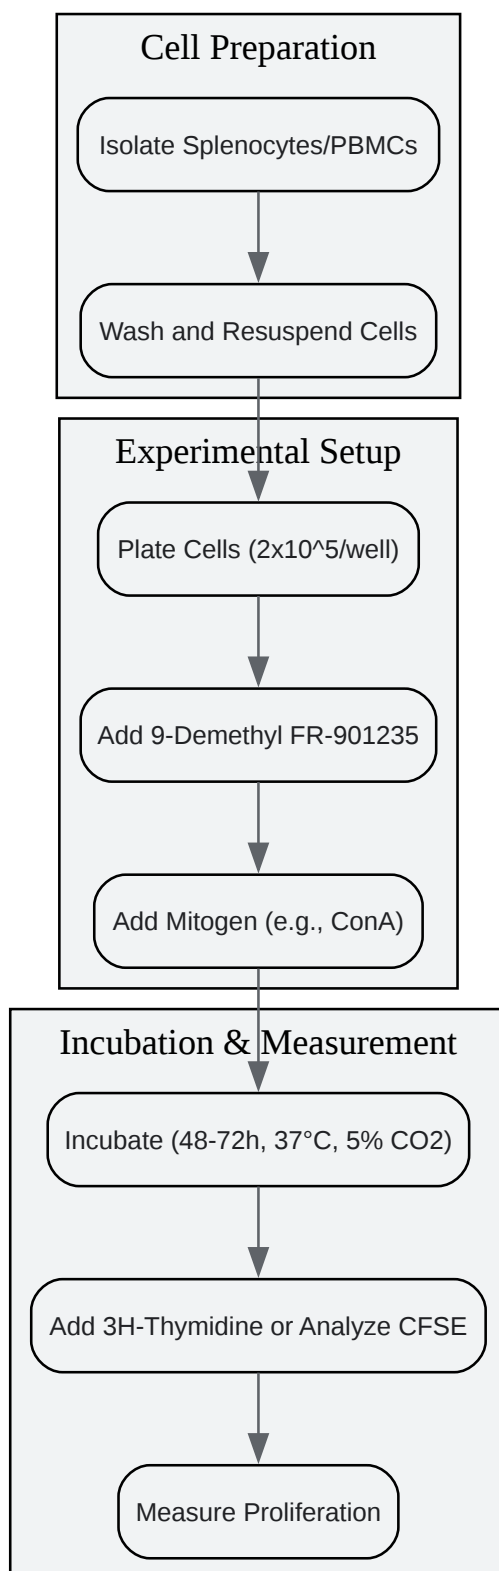 Cell Preparation
Isolate Splenocytes/PBMCs
Wash and Resuspend Cells
Experimental Setup
Plate Cells (2x10^5/well)
Add 9-Demethyl FR-901235
Add Mitogen (e.g., ConA)
Incubation & Measurement
Incubate (48-72h, 37°C, 5% CO2)
Add 3H-Thymidine or Analyze CFSE
Measure Proliferation